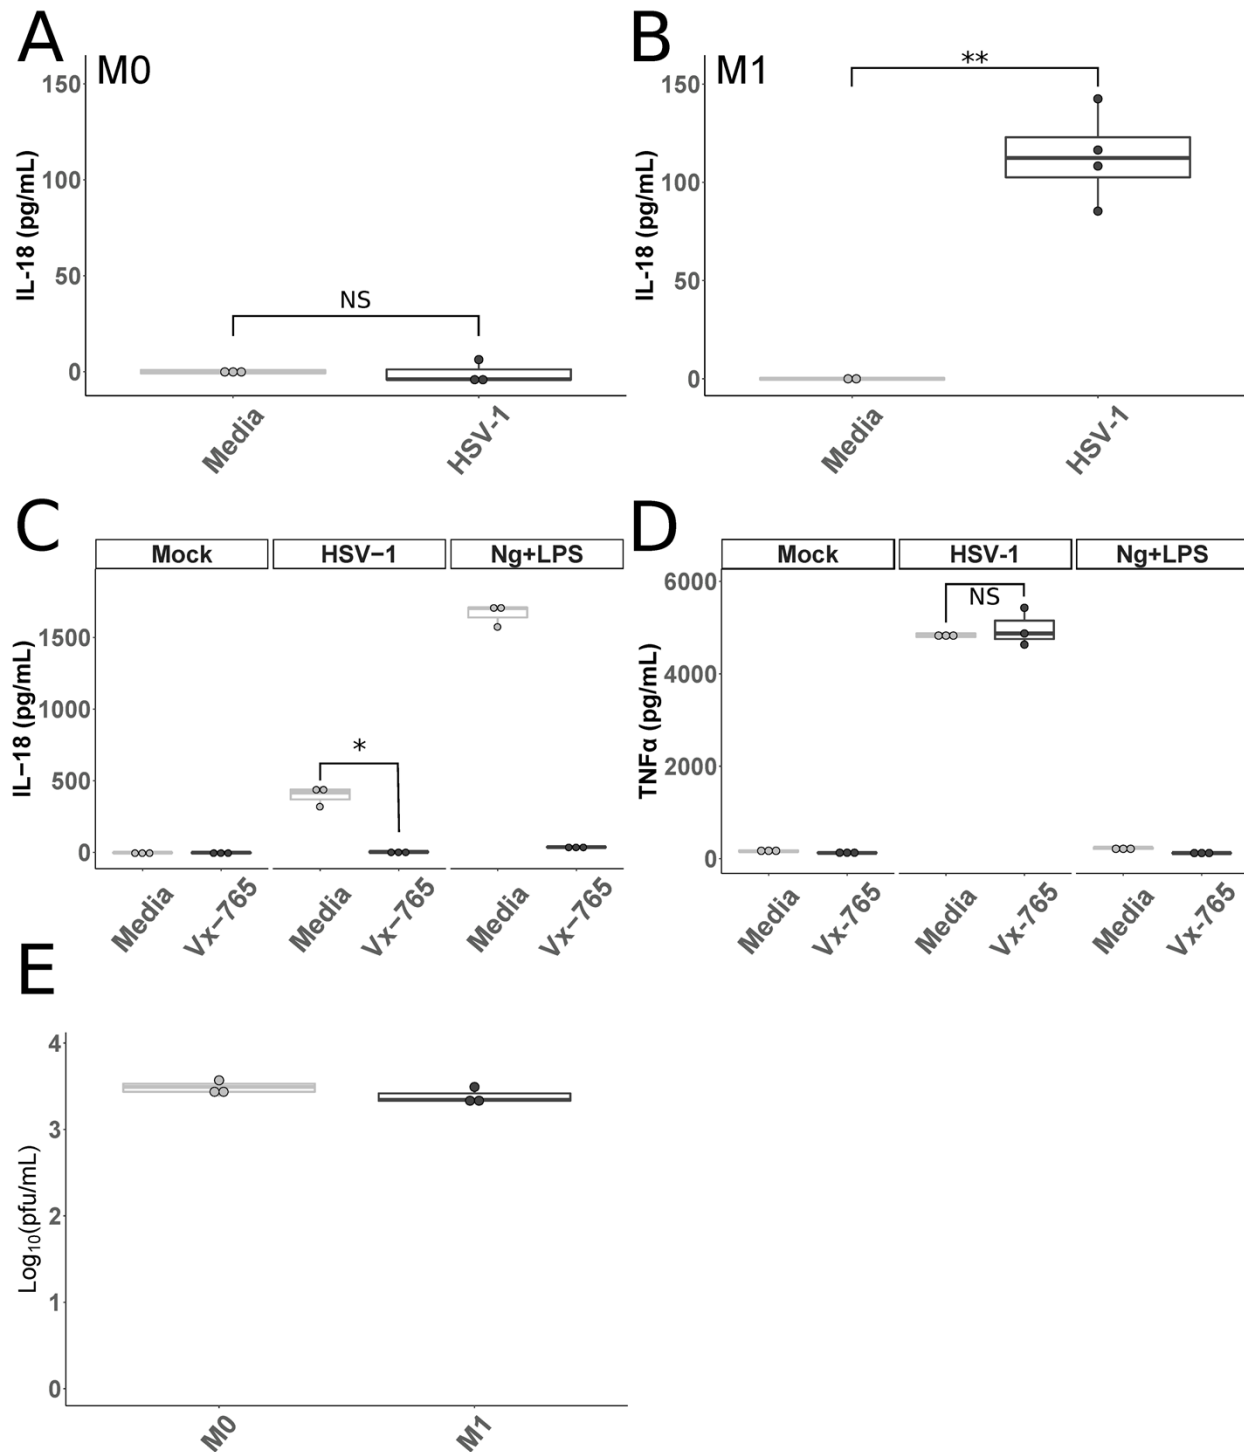 A
M0
IL-18 (pg/mL)
150
100
50
0
NS
Media
HSV-1
B
M1
IL-18 (pg/mL)
150
100
50
0
**
Media
HSV-1
C
Mock
HSV−1
Ng+LPS
IL−18 (pg/mL)
1500
1000
500
0
*
Media
Vx−765
Media
Vx−765
Media
Vx−765
D
Mock
HSV-1
Ng+LPS
TNFα (pg/mL)
6000
4000
2000
0
NS
Media
Vx-765
Media
Vx-765
Media
Vx-765
E
Log₁₀(pfu/mL)
4
3
2
1
0
M0
M1